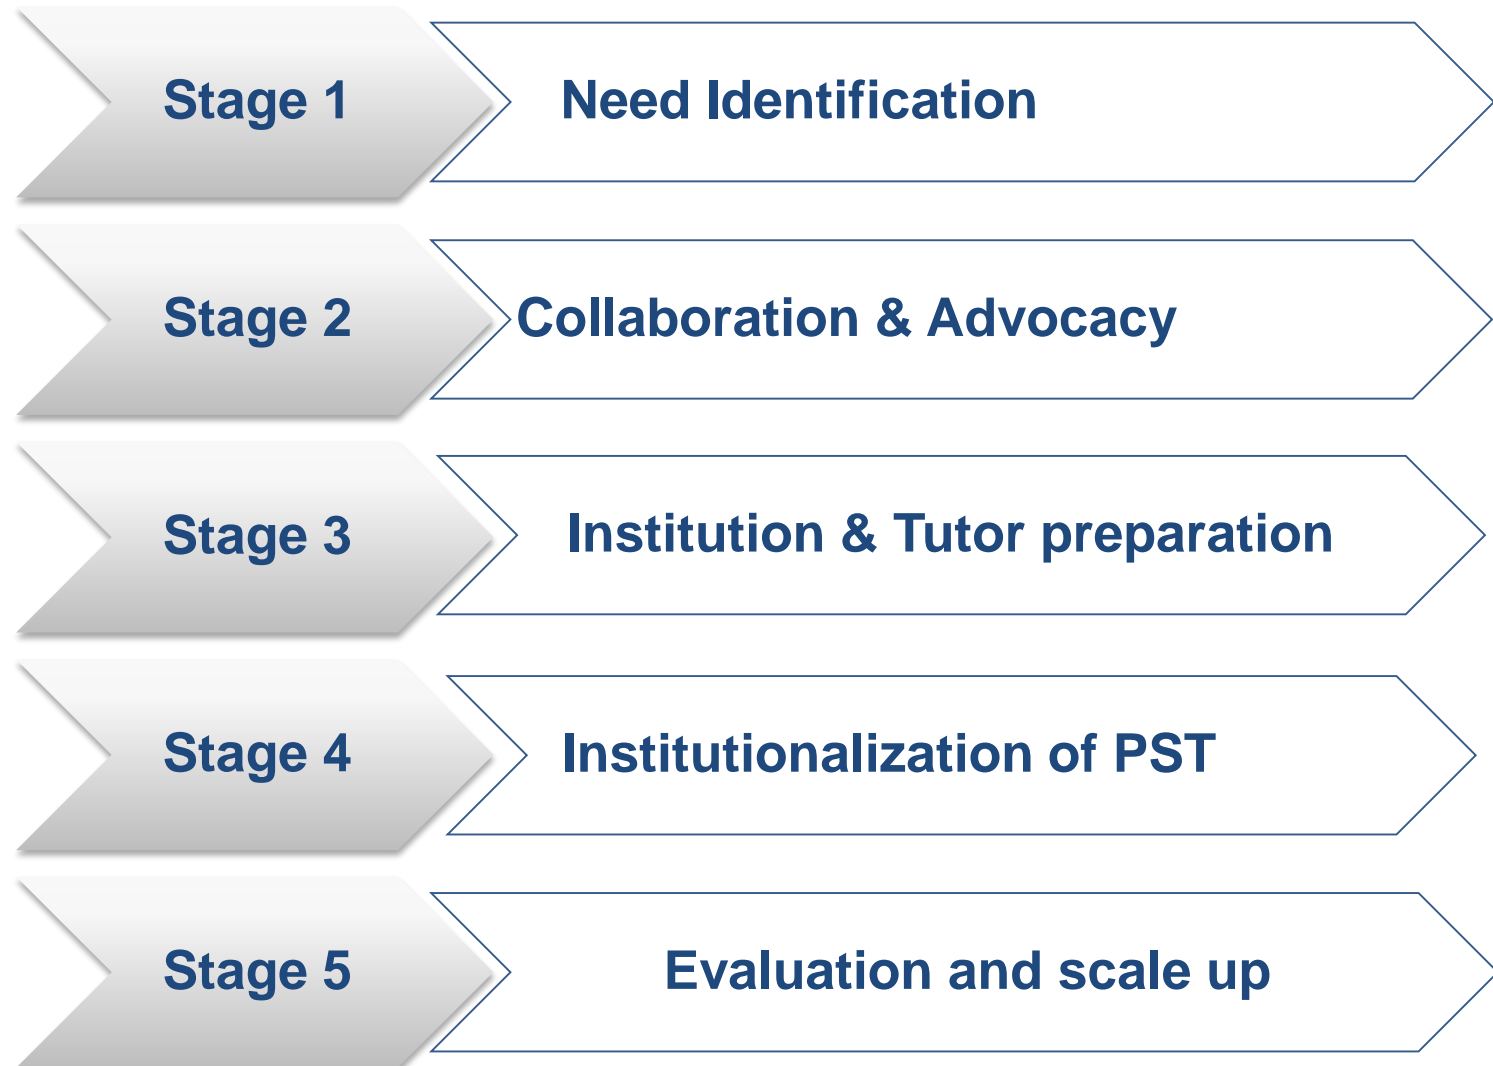 Stage 1
Need Identification
Stage 2
Collaboration & Advocacy
Stage 3
Institution & Tutor preparation
Stage 4
Institutionalization of PST
Stage 5
Evaluation and scale up